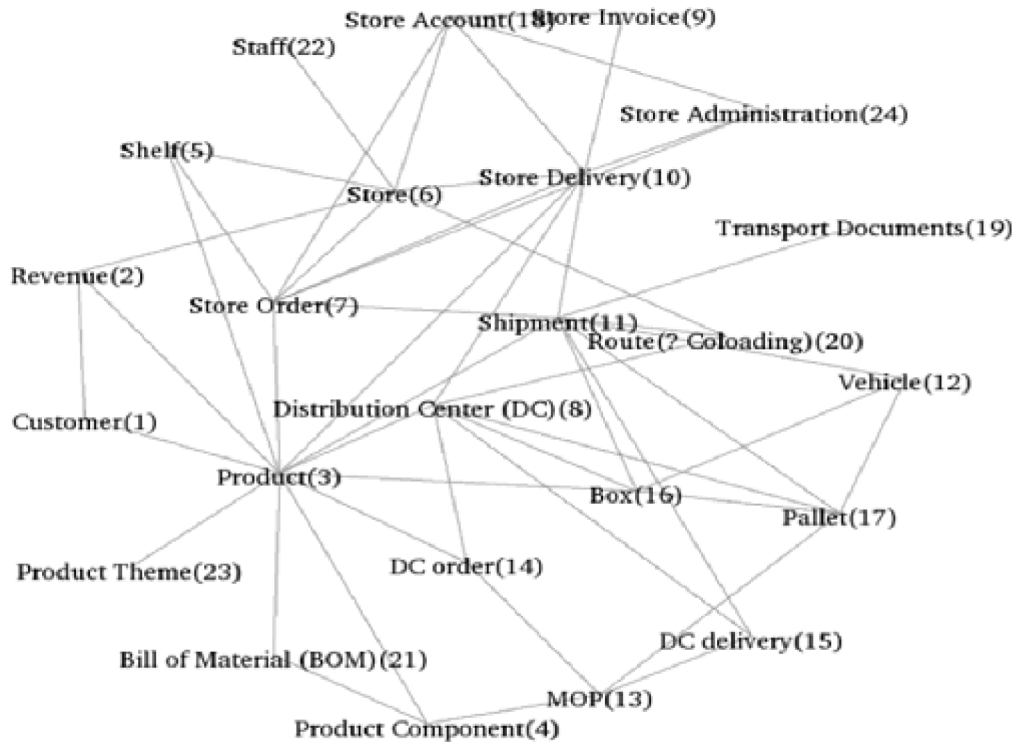 Store Account(18)
Store Invoice(9)
Staff(22)
Store Administration(24)
Shelf(5)
Store Delivery(10)
Store(6)
Transport Documents(19)
Revenue(2)
Store Order(7)
Shipment(11)
Route(? Coloading)(20)
Vehicle(12)
Distribution Center (DC)(8)
Customer(1)
Product(3)
Box(16)
Pallet(17)
Product Theme(23)
DC order(14)
DC delivery(15)
Bill of Material (BOM)(21)
MOP(13)
Product Component(4)